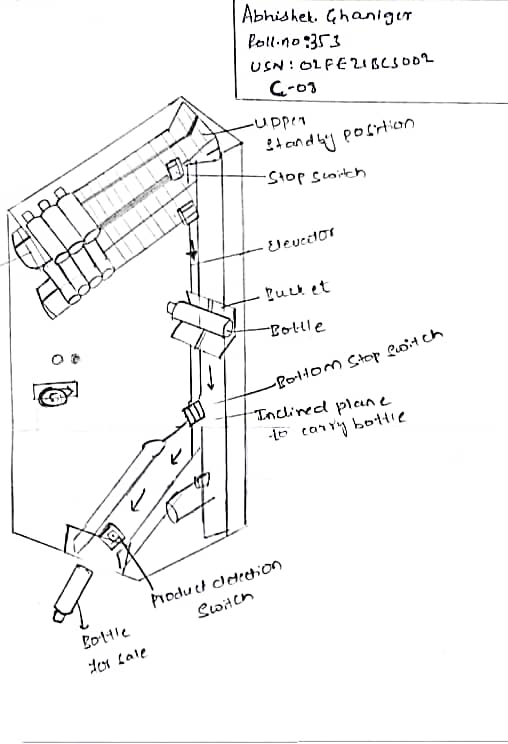 Abhishek. Ghaniger
Roll.no :353
USN : 02FE21BCS002
C-03
Upper
standby position
Stop switch
Elevator
Bucket
Bottle
Bottom stop switch
Inclined plane
to carry bottle
Product detection
switch
Bottle
for sale